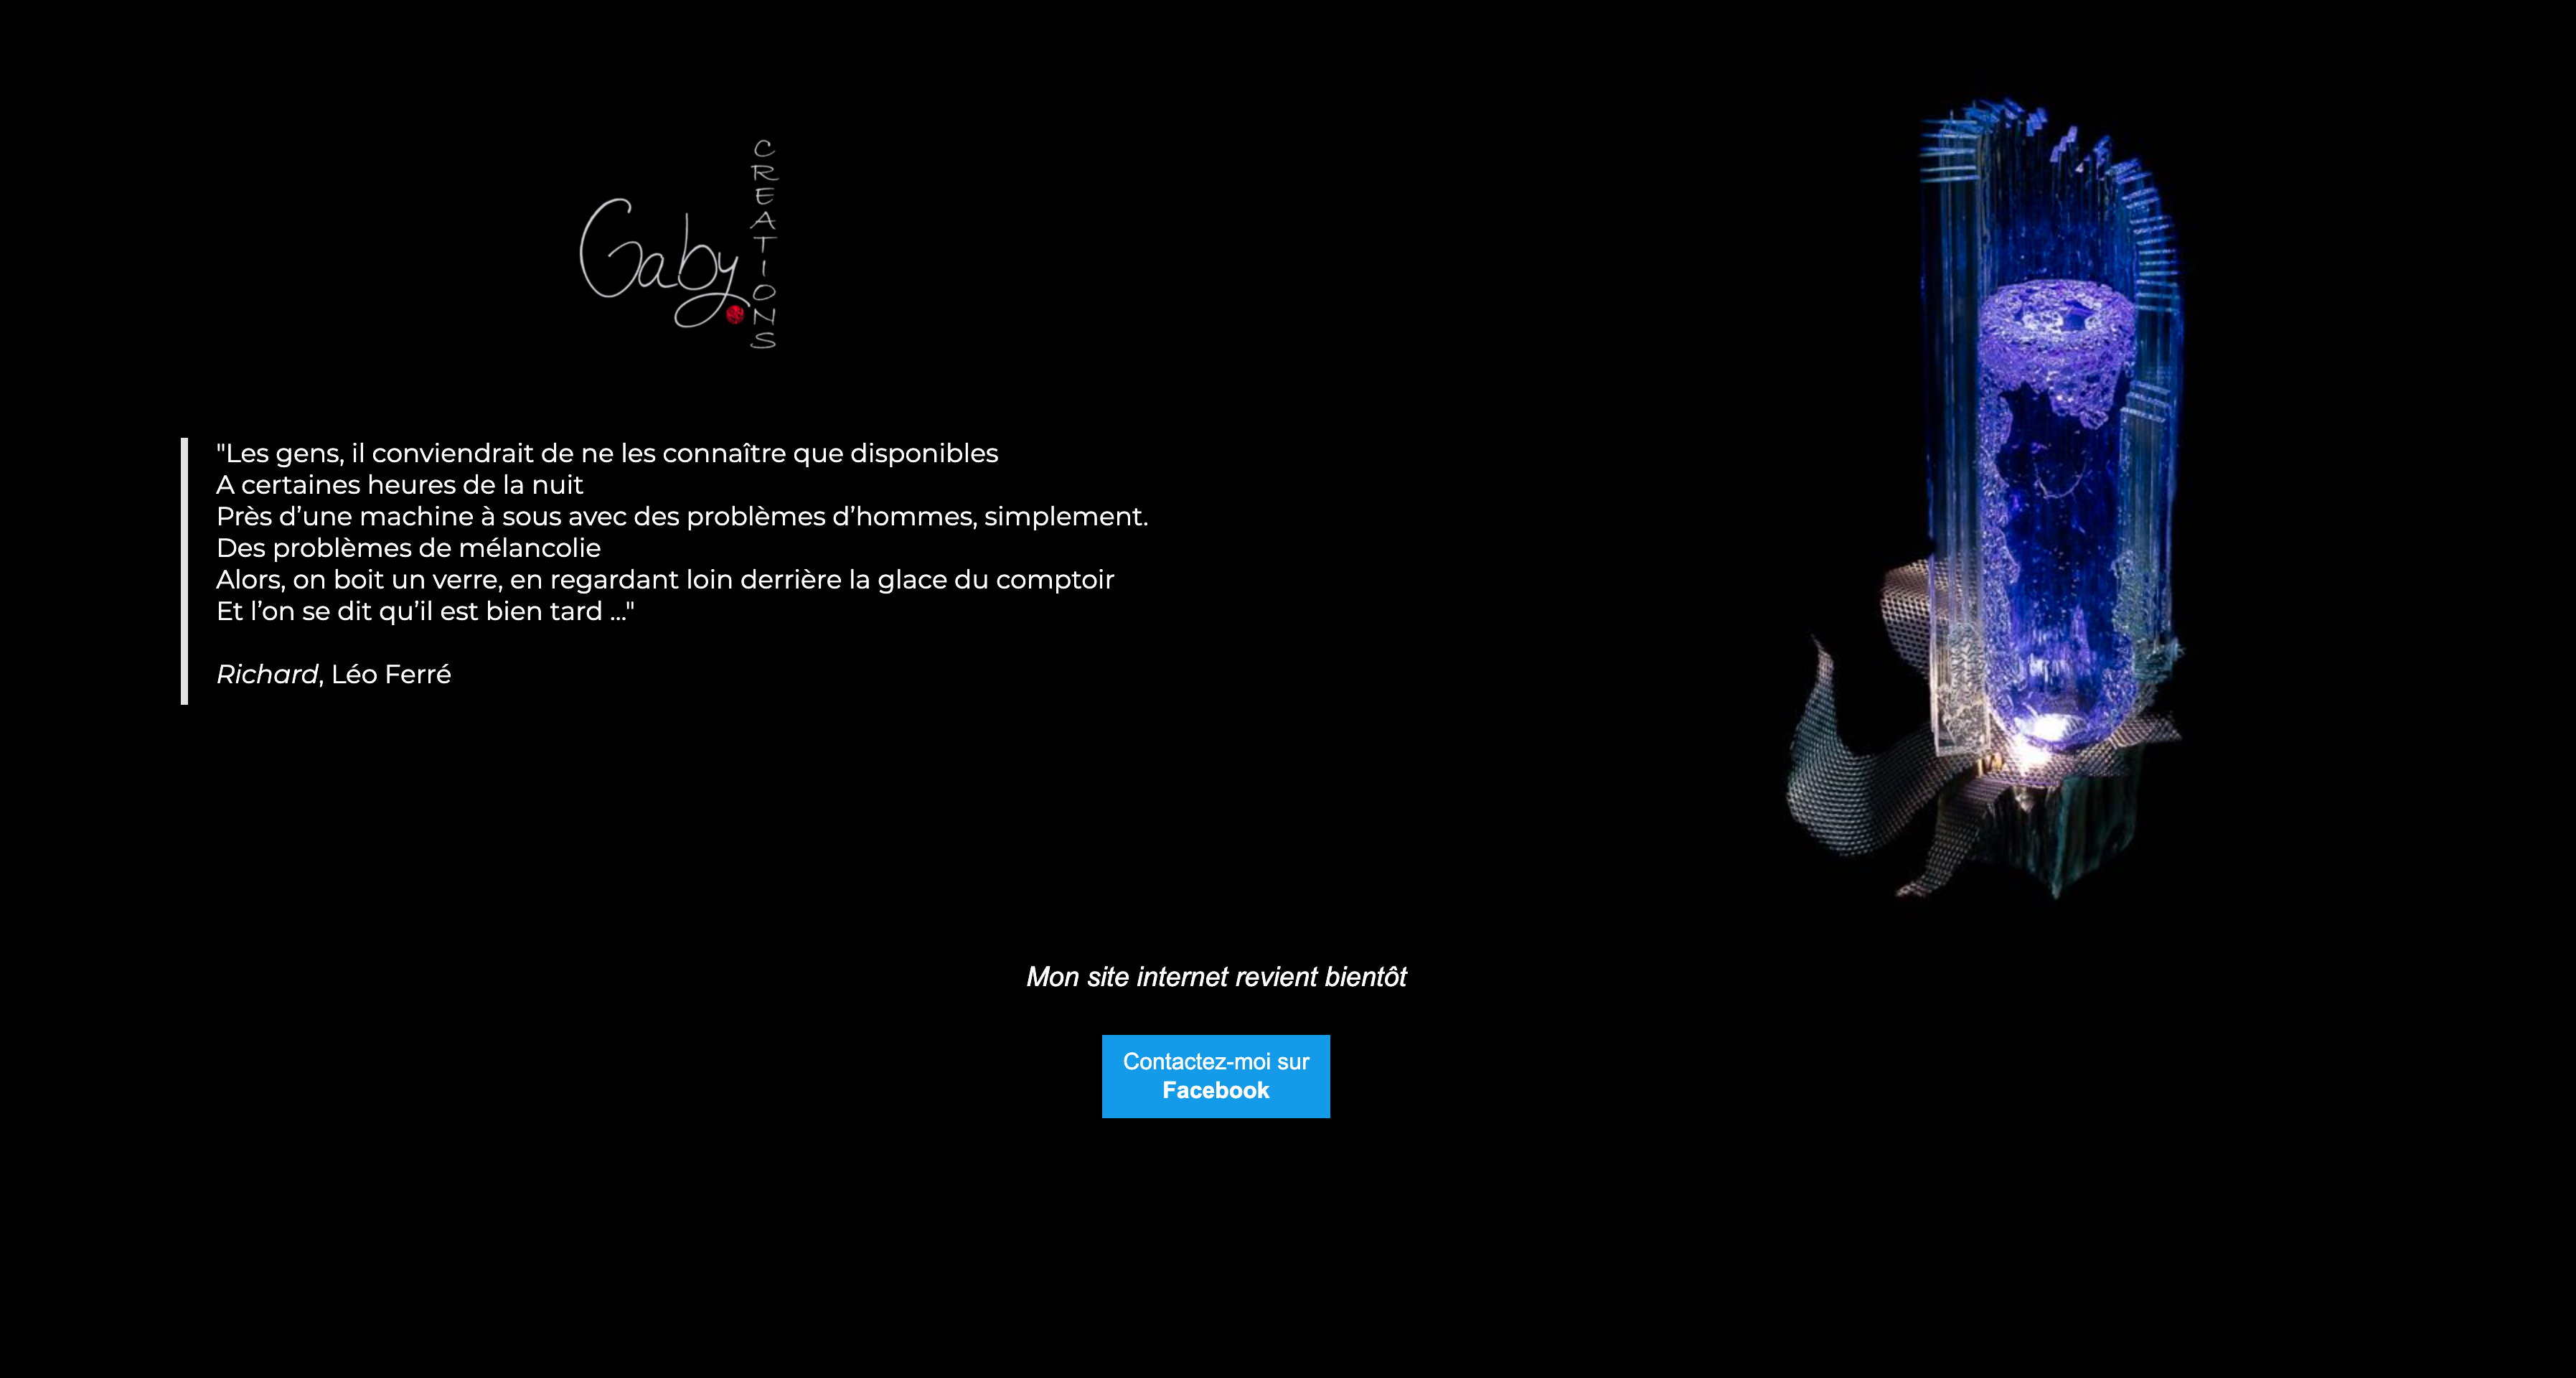 Gaby
CREATIONS
"Les gens, il conviendrait de ne les connaître que disponibles
A certaines heures de la nuit
Près d’une machine à sous avec des problèmes d’hommes, simplement.
Des problèmes de mélancolie
Alors, on boit un verre, en regardant loin derrière la glace du comptoir
Et l’on se dit qu’il est bien tard ..."
Richard, Léo Ferré
Mon site internet revient bientôt
Contactez-moi sur
Facebook